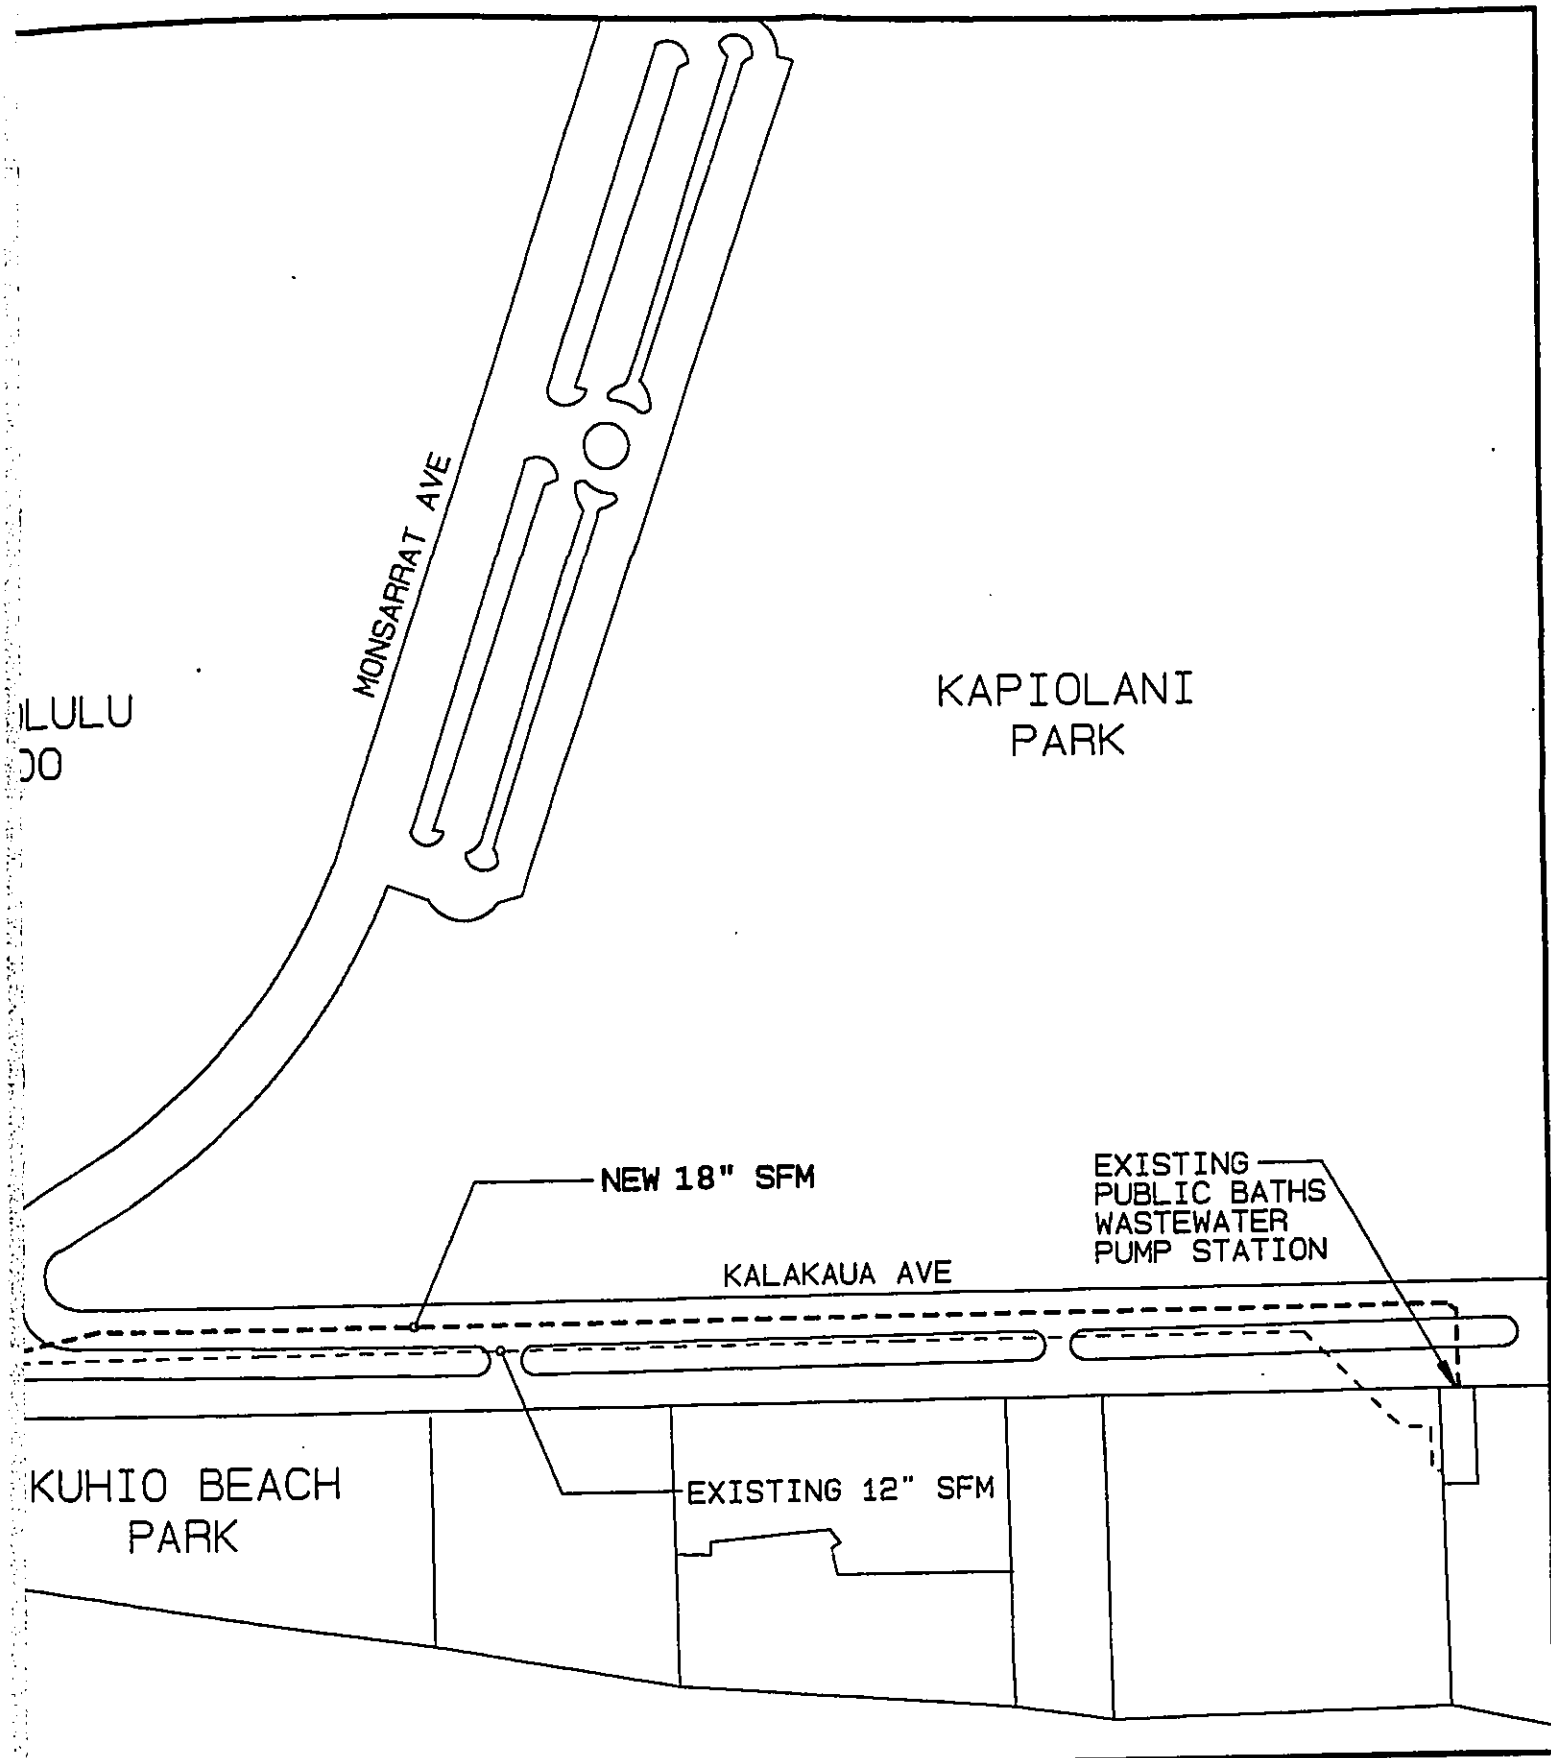 MONSARRAT AVE
KAPIOLANI
PARK
LULU
NEW 18" SFM
EXISTING
PUBLIC BATHS
WASTEWATER
PUMP STATION
KALAKAUA AVE
KUHIO BEACH
PARK
EXISTING 12" SFM